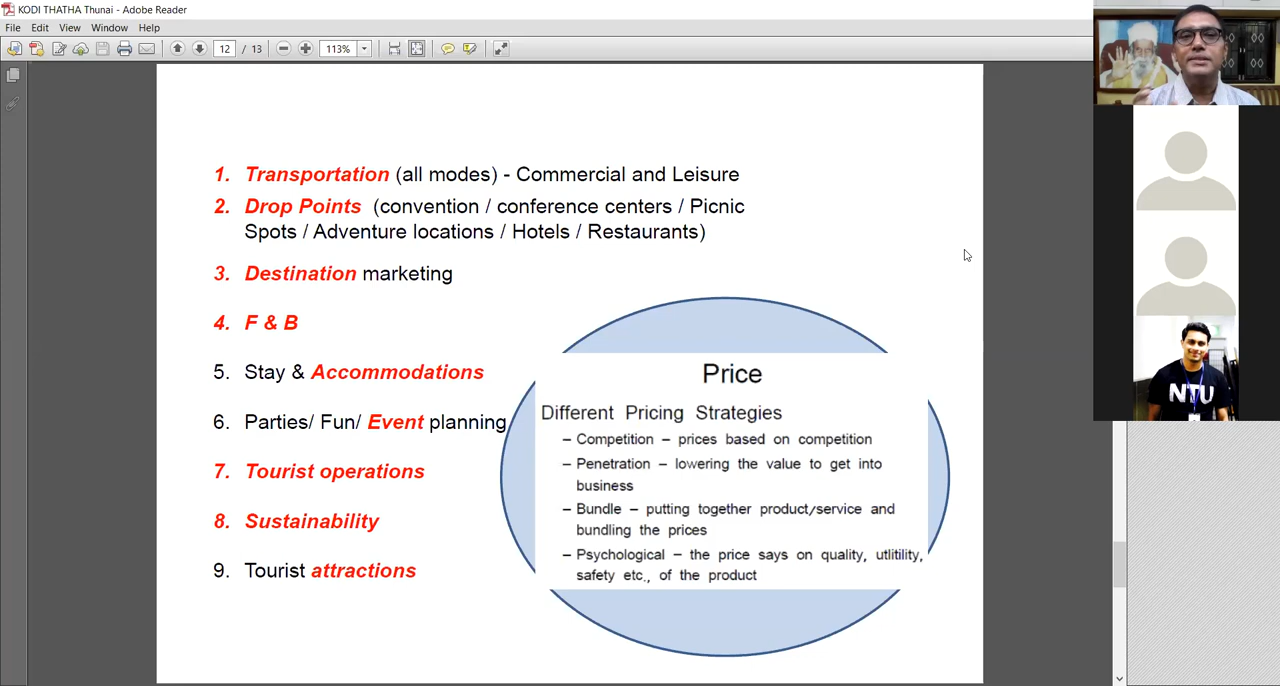 KODI THATHA Thunai - Adobe Reader
File Edit View Window Help
12 / 13 113%
1. Transportation (all modes) - Commercial and Leisure
2. Drop Points (convention / conference centers / Picnic
Spots / Adventure locations / Hotels / Restaurants)
3. Destination marketing
4. F & B
5. Stay & Accommodations
6. Parties/ Fun/ Event planning
7. Tourist operations
8. Sustainability
9. Tourist attractions
Price
Different Pricing Strategies
– Competition – prices based on competition
– Penetration – lowering the value to get into
business
– Bundle – putting together product/service and
bundling the prices
– Psychological – the price says on quality, utlitility,
safety etc., of the product
NTU